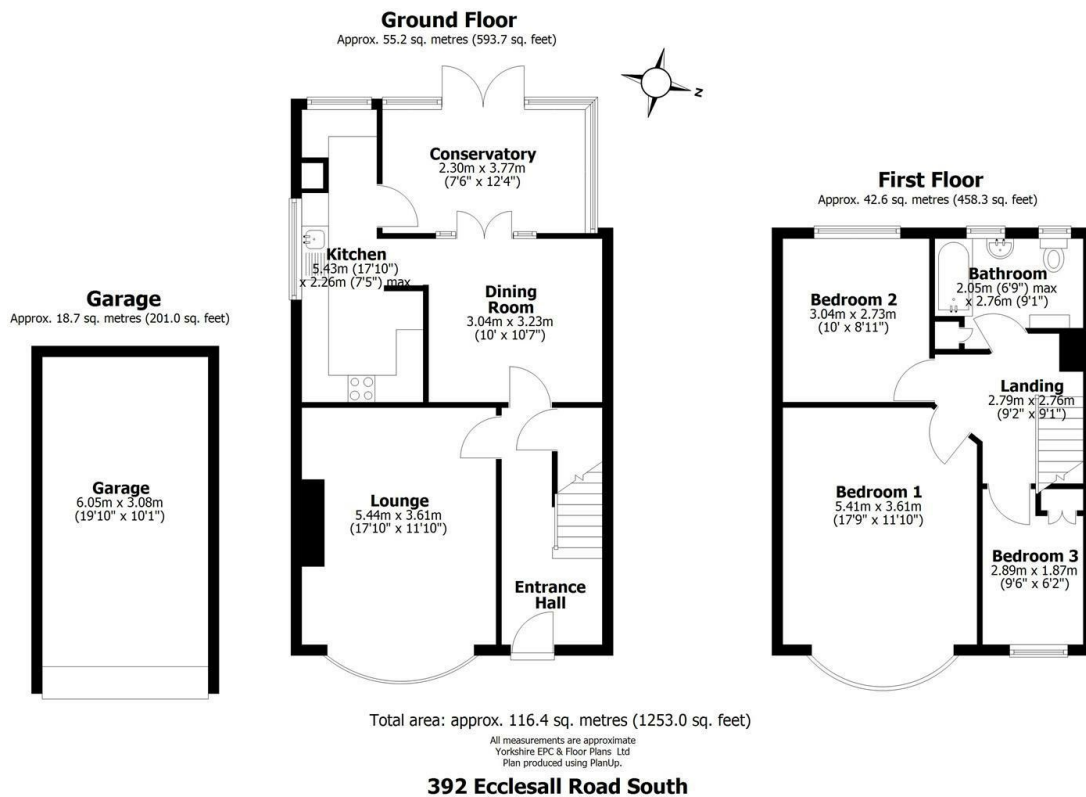 Ground Floor
Approx. 55.2 sq. metres (593.7 sq. feet)
N
Conservatory
2.30m x 3.77m
(7'6" x 12'4")
Kitchen
5.43m (17'10")
x 2.26m (7'5") max
Dining
Room
3.04m x 3.23m
(10' x 10'7")
Lounge
5.44m x 3.61m
(17'10" x 11'10")
Entrance
Hall
Garage
Approx. 18.7 sq. metres (201.0 sq. feet)
Garage
6.05m x 3.08m
(19'10" x 10'1")
First Floor
Approx. 42.6 sq. metres (458.3 sq. feet)
Bedroom 2
3.04m x 2.73m
(10' x 8'11")
Bathroom
2.05m (6'9") max
x 2.76m (9'1")
Landing
2.79m x 2.76m
(9'2" x 9'1")
Bedroom 1
5.41m x 3.61m
(17'9" x 11'10")
Bedroom 3
2.89m x 1.87m
(9'6" x 6'2")
Total area: approx. 116.4 sq. metres (1253.0 sq. feet)
All measurements are approximate
Yorkshire EPC & Floor Plans Ltd
Plan produced using PlanUp.
392 Ecclesall Road South